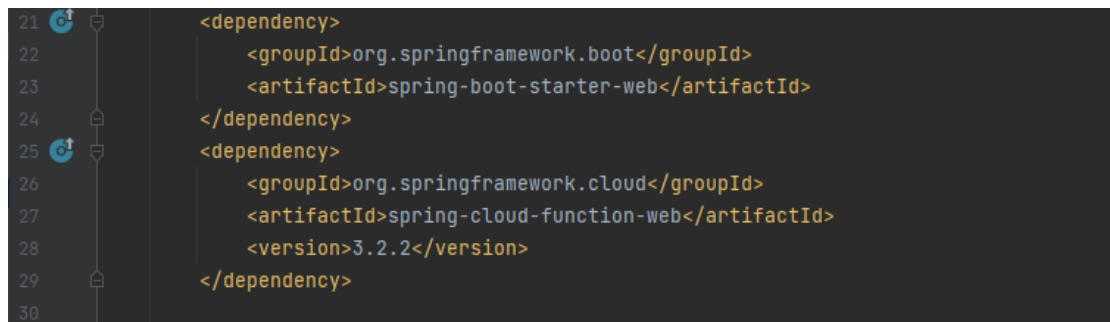 21 <dependency>
22 <groupId>org.springframework.boot</groupId>
23 <artifactId>spring-boot-starter-web</artifactId>
24 </dependency>
25 <dependency>
26 <groupId>org.springframework.cloud</groupId>
27 <artifactId>spring-cloud-function-web</artifactId>
28 <version>3.2.2</version>
29 </dependency>
30